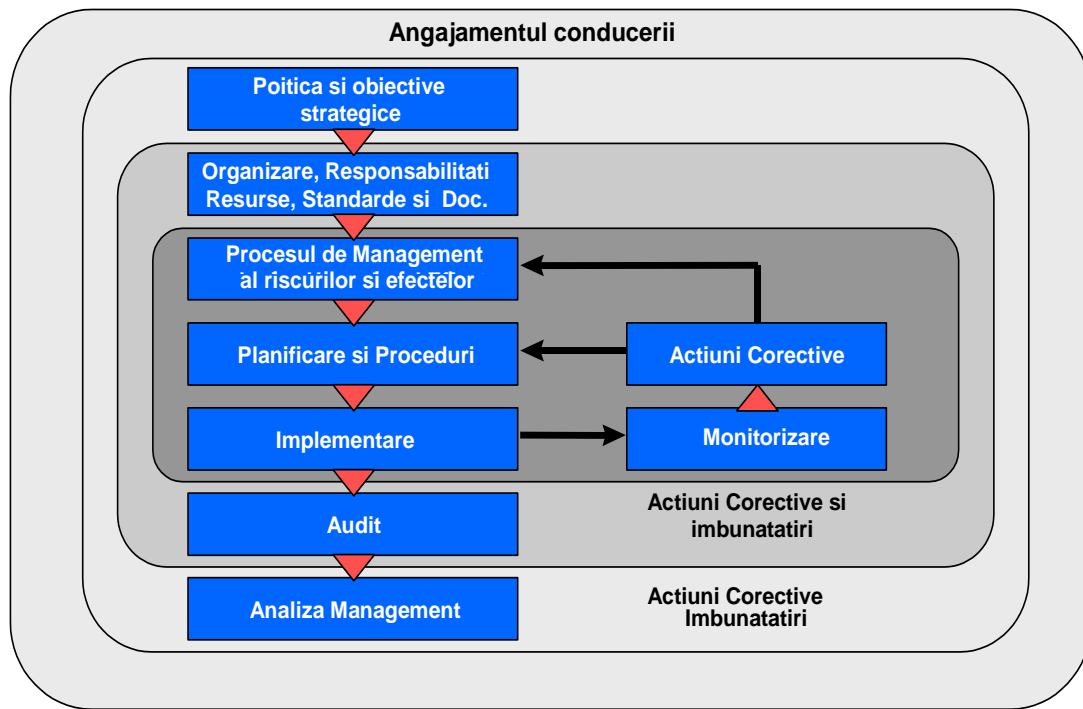 Angajamentul conducerii
Poitica si obiective
strategice
Organizare, Responsabilitati
Resurse, Standarde si Doc.
Procesul de Management
al riscurilor si efectelor
Planificare si Proceduri
Actiuni Corective
Implementare
Monitorizare
Audit
Actiuni Corective si
imbunatatiri
Analiza Management
Actiuni Corective
Imbunatatiri